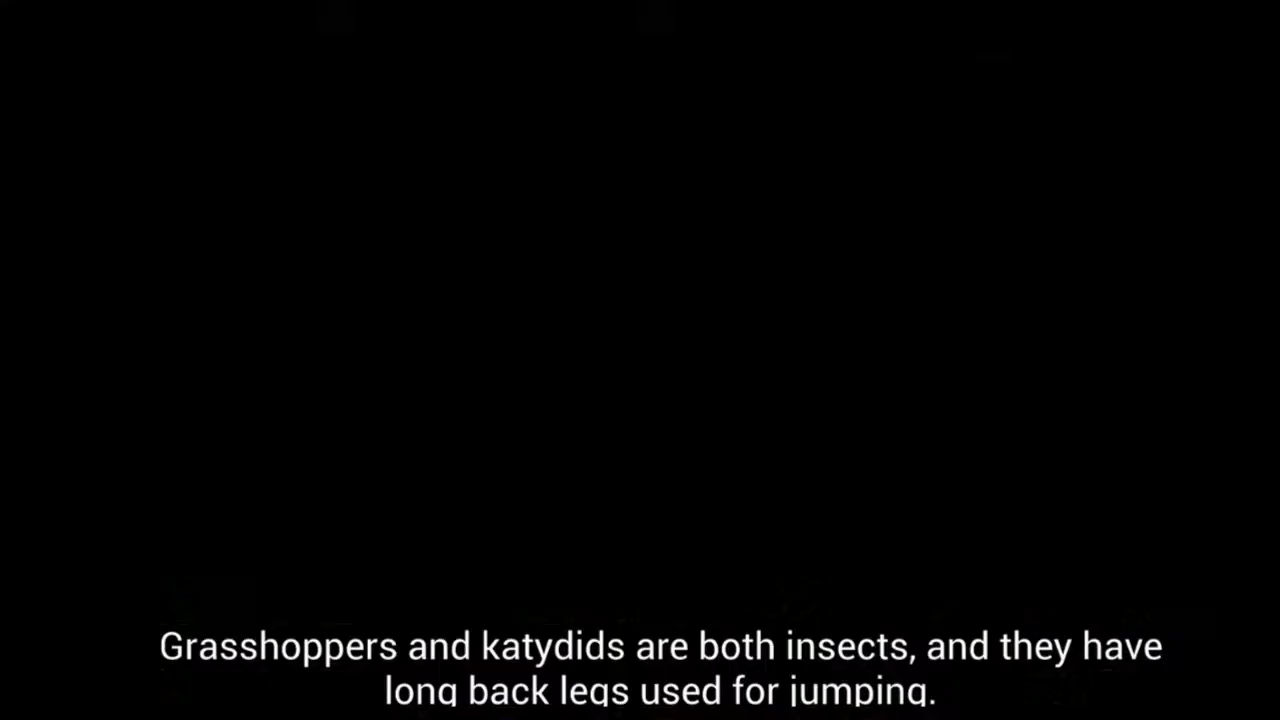 Grasshoppers and katydids are both insects, and they have
long back legs used for jumping.